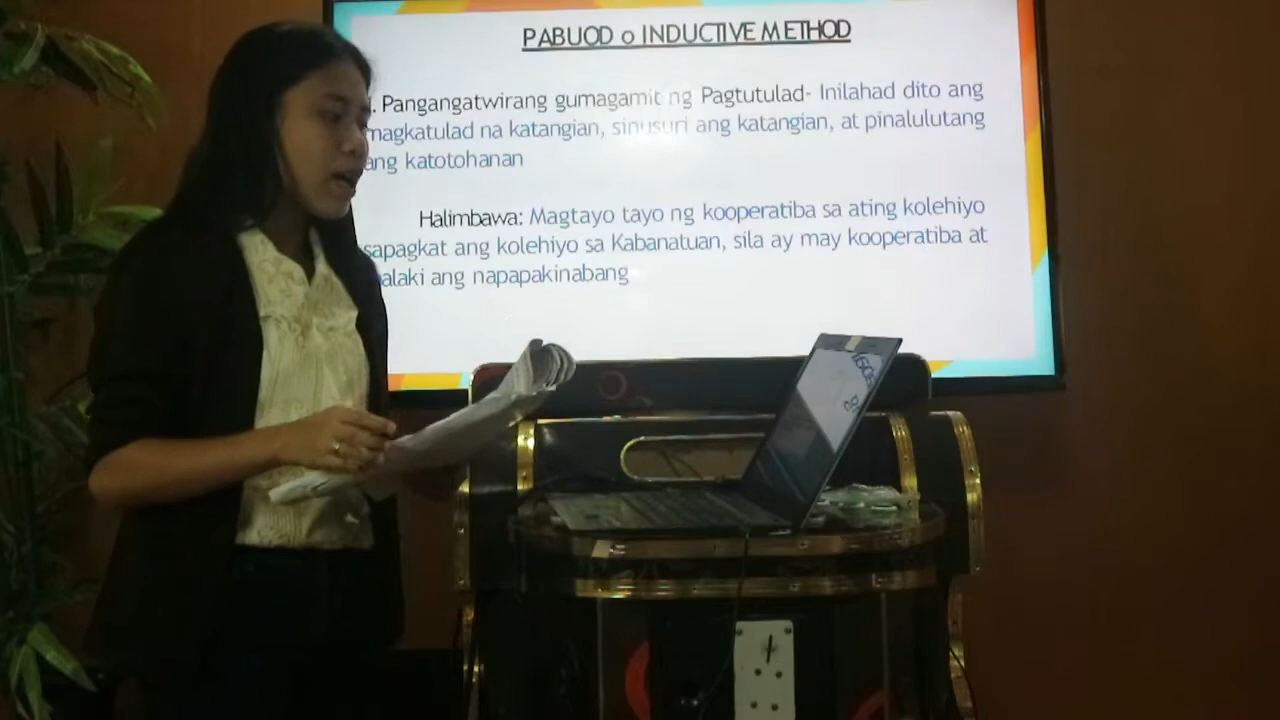 PABUOD o INDUCTIVE METHOD
. Pangangatwirang gumagamit ng Pagtutulad- Inilahad dito ang
magkatulad na katangian, sinusuri ang katangian, at pinalulutang
ang katotohanan
Halimbawa: Magtayo tayo ng kooperatiba sa ating kolehiyo
sapagkat ang kolehiyo sa Kabanatuan, sila ay may kooperatiba at
alaki ang napapakinabang